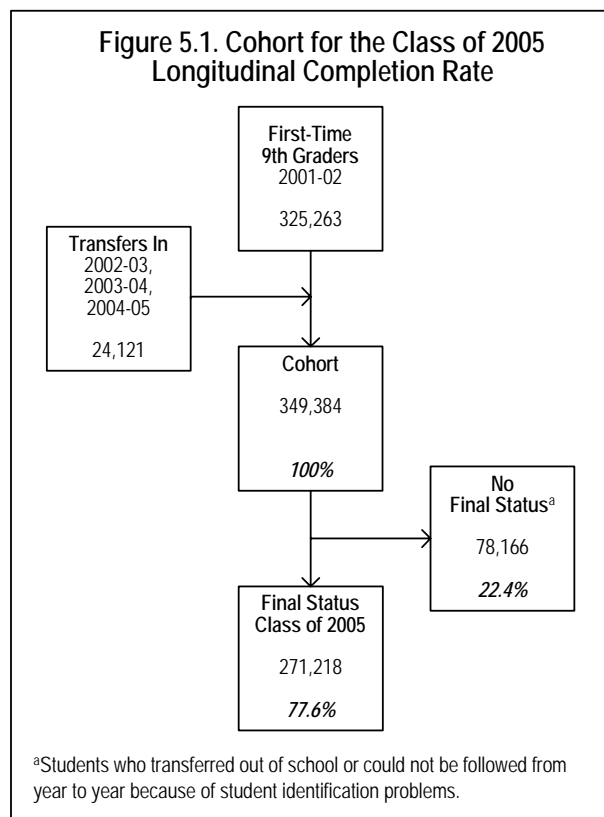 Figure 5.1. Cohort for the Class of 2005
Longitudinal Completion Rate
First-Time
9th Graders
2001-02
325,263
Transfers In
2002-03,
2003-04,
2004-05
24,121
Cohort
349,384
100%
No
Final Statusᵃ
78,166
22.4%
Final Status
Class of 2005
271,218
77.6%
ᵃStudents who transferred out of school or could not be followed from
year to year because of student identification problems.